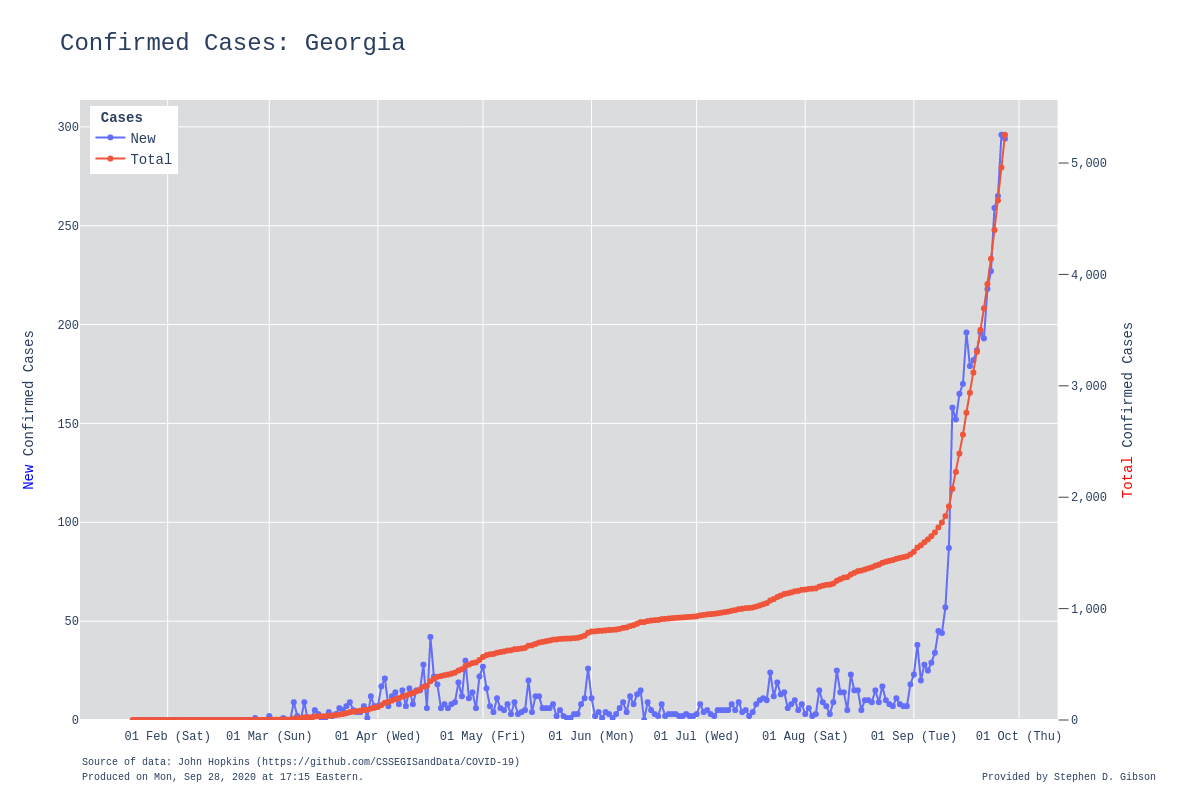 Confirmed Cases: Georgia
Cases
New
Total
300
250
200
150
100
50
0
5,000
4,000
3,000
2,000
1,000
0
New Confirmed Cases
Total Confirmed Cases
01 Feb (Sat) 01 Mar (Sun) 01 Apr (Wed) 01 May (Fri) 01 Jun (Mon) 01 Jul (Wed) 01 Aug (Sat) 01 Sep (Tue) 01 Oct (Thu)
Source of data: John Hopkins (https://github.com/CSSEGISandData/COVID-19)
Produced on Mon, Sep 28, 2020 at 17:15 Eastern.
Provided by Stephen D. Gibson